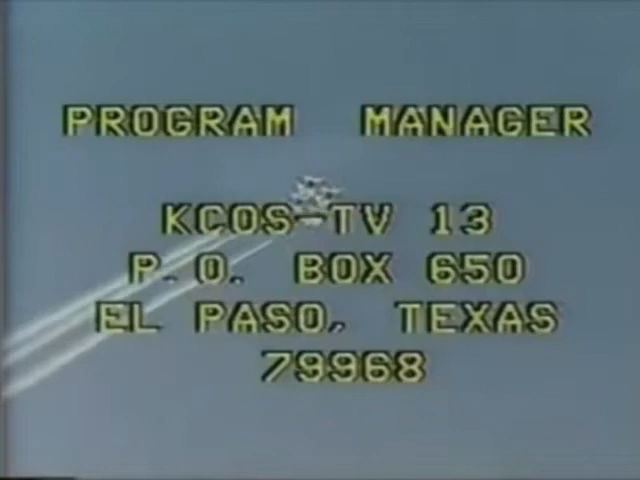 PROGRAM MANAGER
KCOS-TV 13
P.O. BOX 650
EL PASO, TEXAS
79968